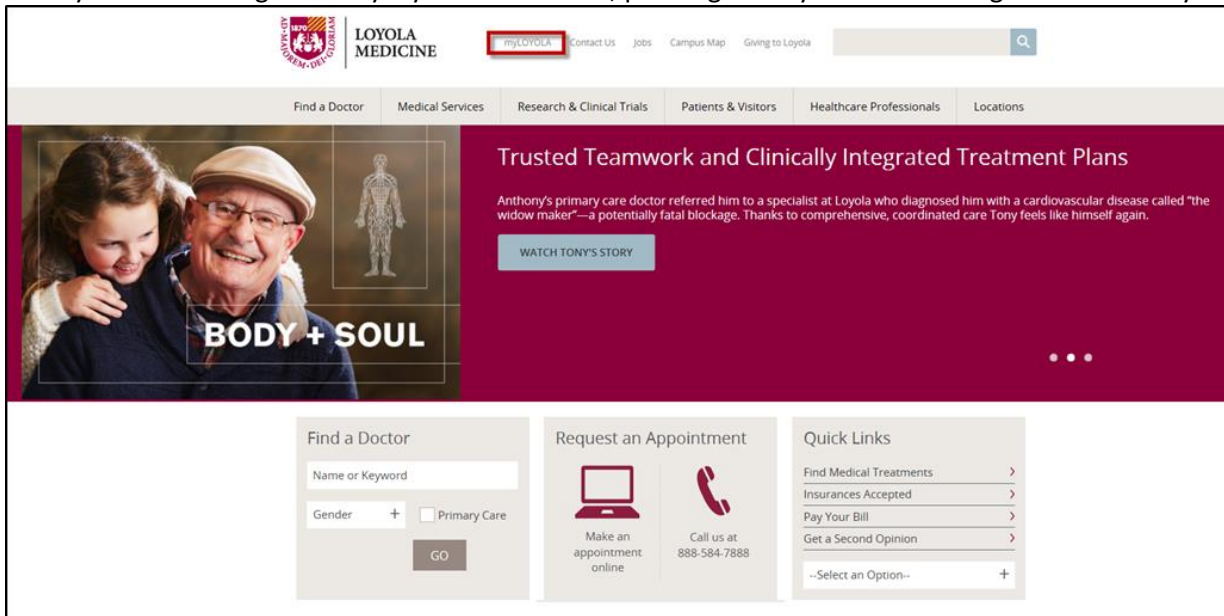 1870
AD·MAJOREM·DEI·GLORIAM
LOYOLA
MEDICINE
myLOYOLA Contact Us Jobs Campus Map Giving to Loyola
Find a Doctor Medical Services Research & Clinical Trials Patients & Visitors Healthcare Professionals Locations
BODY + SOUL
Trusted Teamwork and Clinically Integrated Treatment Plans
Anthony's primary care doctor referred him to a specialist at Loyola who diagnosed him with a cardiovascular disease called "the
widow maker"—a potentially fatal blockage. Thanks to comprehensive, coordinated care Tony feels like himself again.
WATCH TONY'S STORY
Find a Doctor
Name or Keyword
Gender + Primary Care
GO
Request an Appointment
Make an
appointment
online
Call us at
888-584-7888
Quick Links
Find Medical Treatments
Insurances Accepted
Pay Your Bill
Get a Second Opinion
--Select an Option-- +